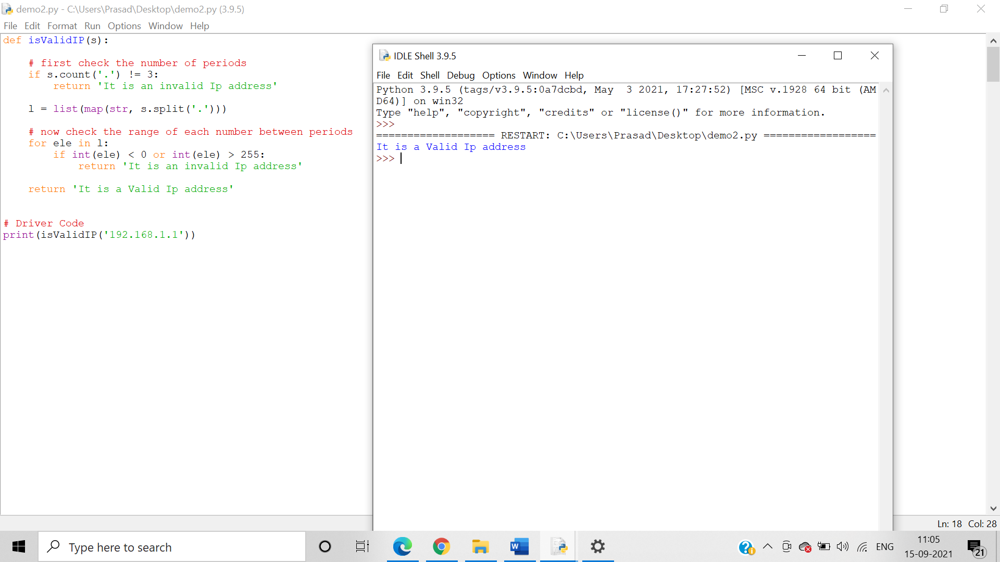 demo2.py - C:\Users\Prasad\Desktop\demo2.py (3.9.5)
File Edit Format Run Options Window Help
def isValidIP(s):
    # first check the number of periods
    if s.count('.') != 3:
        return 'It is an invalid Ip address'
    l = list(map(str, s.split('.')))
    # now check the range of each number between periods
    for ele in l:
        if int(ele) < 0 or int(ele) > 255:
            return 'It is an invalid Ip address'
    return 'It is a Valid Ip address'
# Driver Code
print(isValidIP('192.168.1.1'))
IDLE Shell 3.9.5
File Edit Shell Debug Options Window Help
Python 3.9.5 (tags/v3.9.5:0a7dcbd, May  3 2021, 17:27:52) [MSC v.1928 64 bit (AM
D64)] on win32
Type "help", "copyright", "credits" or "license()" for more information.
>>>
=================== RESTART: C:\Users\Prasad\Desktop\demo2.py ==================
It is a Valid Ip address
>>>
Ln: 18 Col: 28
Type here to search
W
ENG
11:05
15-09-2021
21